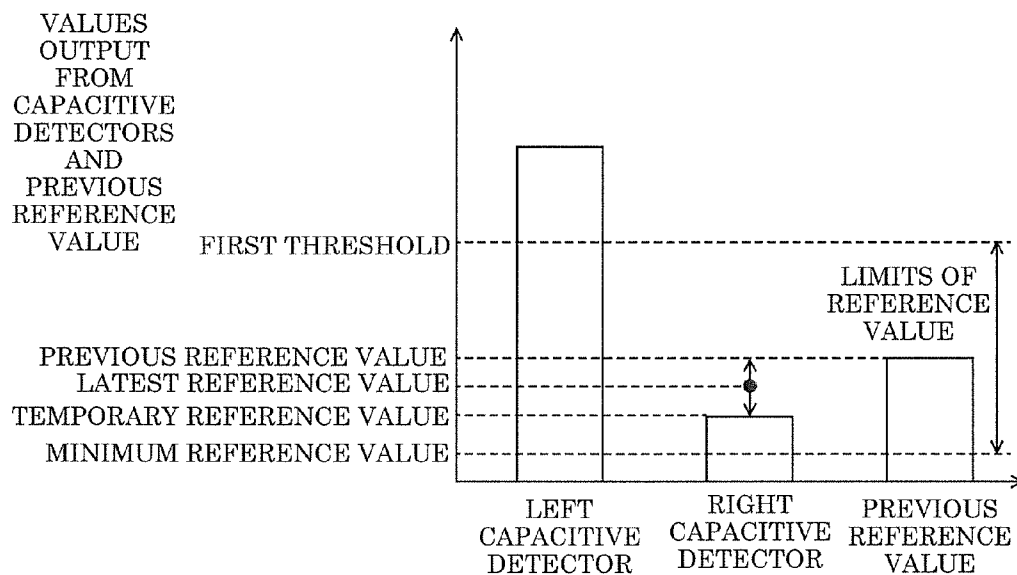 VALUES
OUTPUT
FROM
CAPACITIVE
DETECTORS
AND
PREVIOUS
REFERENCE
VALUE
FIRST THRESHOLD
LIMITS OF
REFERENCE
VALUE
PREVIOUS REFERENCE VALUE
LATEST REFERENCE VALUE
TEMPORARY REFERENCE VALUE
MINIMUM REFERENCE VALUE
LEFT
CAPACITIVE
DETECTOR
RIGHT
CAPACITIVE
DETECTOR
PREVIOUS
REFERENCE
VALUE